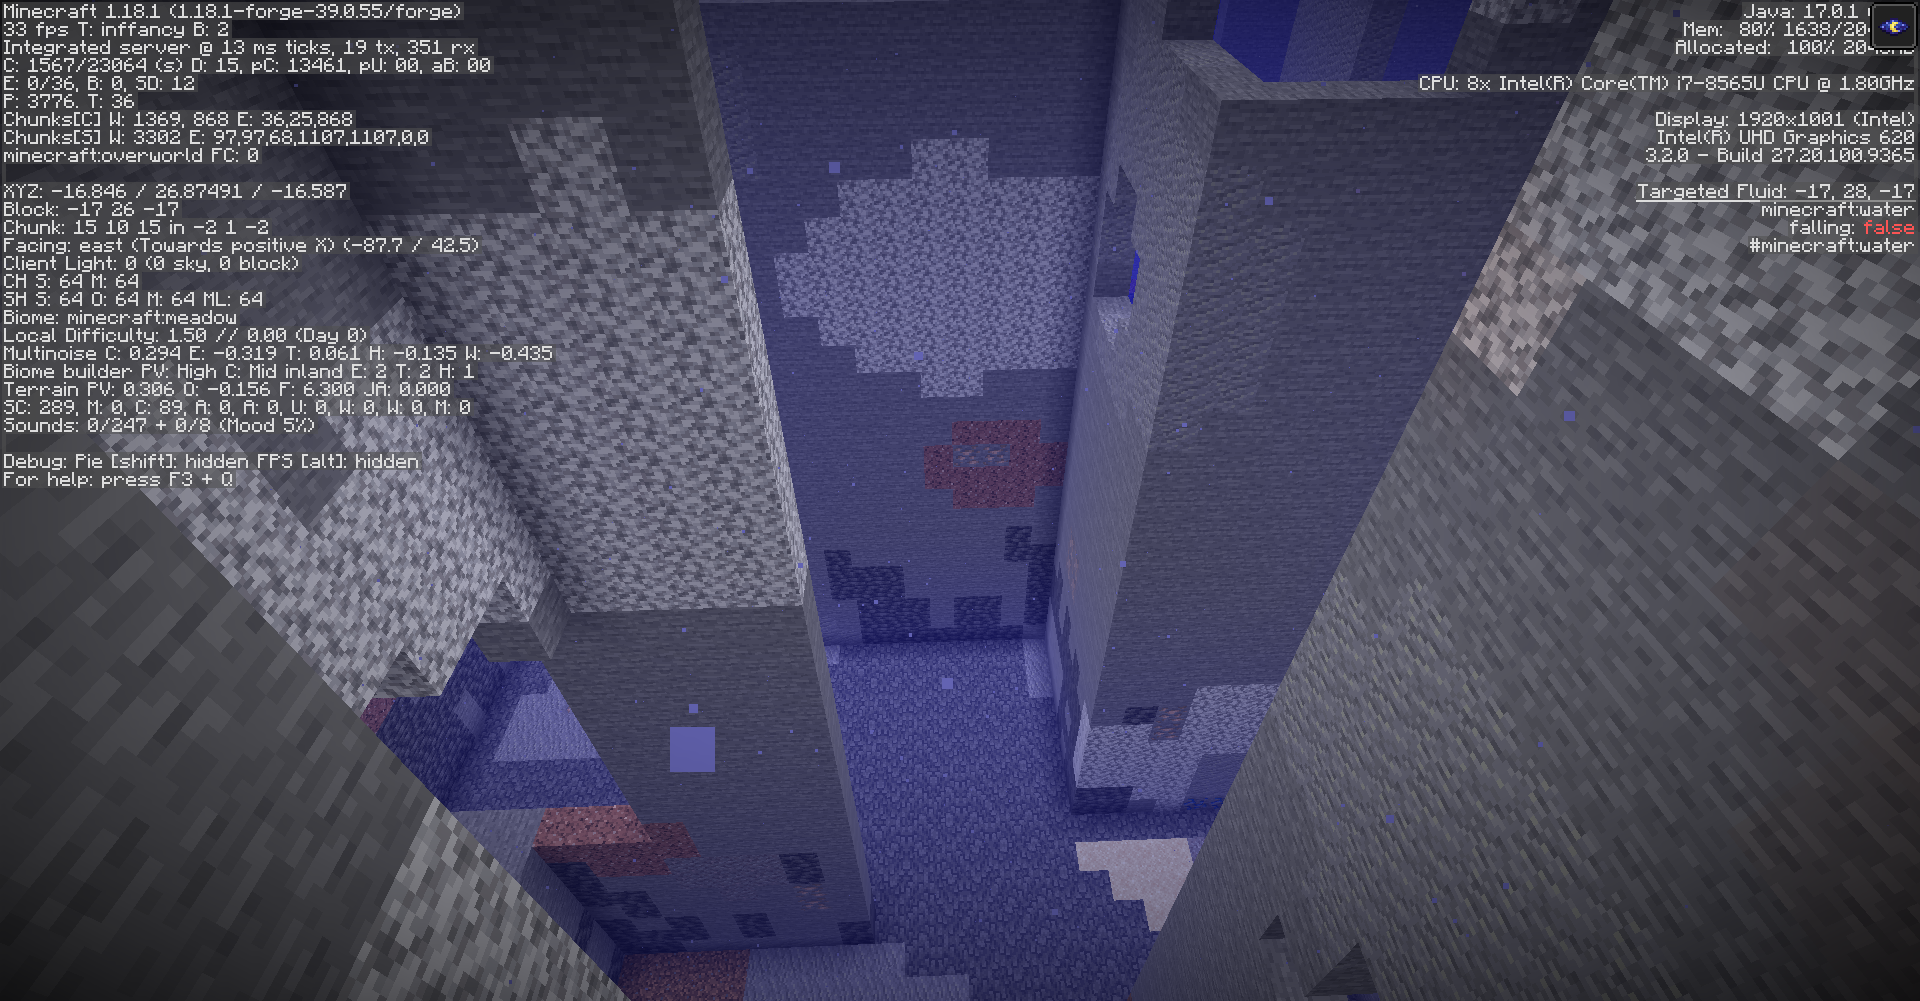 Minecraft 1.18.1 (1.18.1-forge-39.0.55/forge)
33 fps T: inffancy B: 2
Integrated server @ 13 ms ticks, 19 tx, 351 rx
C: 1567/23064 (s) D: 15, pC: 13461, pU: 00, aB: 00
E: 0/36, B: 0, SD: 12
P: 3776. T: 36
Chunks[C] W: 1369, 868 E: 36,25,868
Chunks[S] W: 3302 E: 97,97,68,1107,1107,0,0
minecraft:overworld FC: 0
XYZ: -16.846 / 26.87491 / -16.587
Block: -17 26 -17
Chunk: 15 10 15 in -2 1 -2
Facing: east (Towards positive X) (-87.7 / 42.5)
Client Light: 0 (0 sky, 0 block)
CH S: 64 M: 64
SH S: 64 O: 64 M: 64 ML: 64
Biome: minecraft:meadow
Local Difficulty: 1.50 // 0.00 (Day 0)
Multinoise C: 0.294 E: -0.319 T: 0.061 H: -0.135 W: -0.435
Biome builder PV: High C: Mid inland E: 2 T: 2 H: 1
Terrain PV: 0.306 O: -0.156 F: 6.300 JA: 0.000
SC: 289, M: 0, C: 89, A: 0, A: 0, U: 0, W: 0, W: 0, M: 0
Sounds: 0/247 + 0/8 (Mood 5%)
Debug: Pie [shift]: hidden FPS [alt]: hidden
For help: press F3 + Q
Java: 17.0.1
Mem: 80% 1638/20
Allocated: 100% 20
CPU: 8x Intel(R) Core(TM) i7-8565U CPU @ 1.80GHz
Display: 1920x1001 (Intel)
Intel(R) UHD Graphics 620
3.2.0 - Build 27.20.100.9365
Targeted Fluid: -17, 28, -17
minecraft:water
falling: false
#minecraft:water